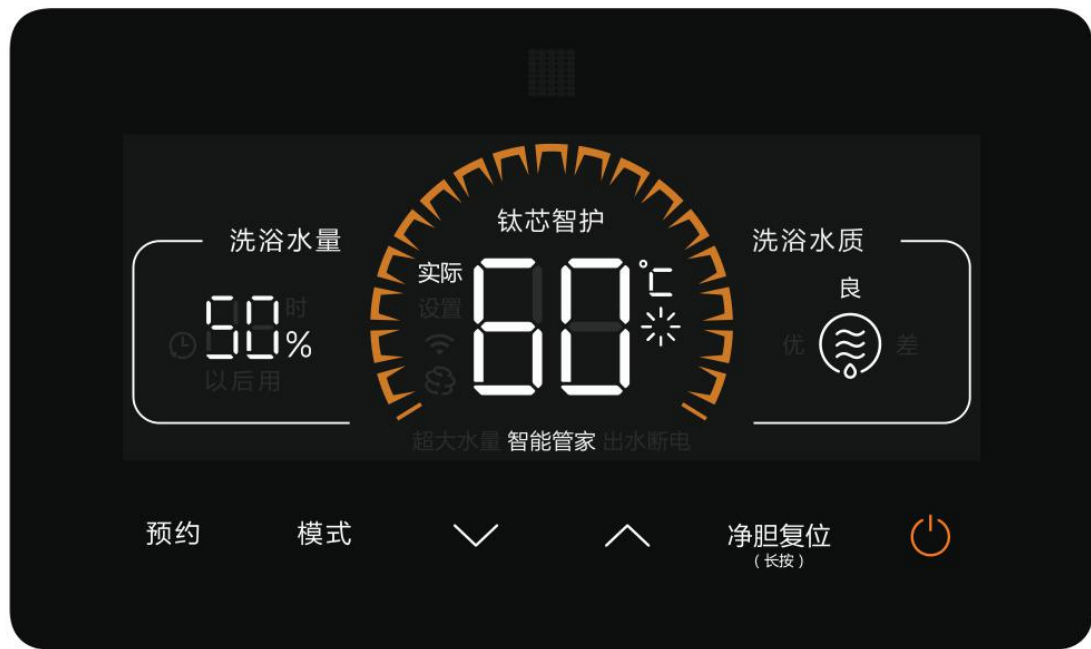 钛芯智护
洗浴水量
洗浴水质
实际
60℃
设置
良
50%
时
优
差
以后用
超大水量 智能管家 出水断电
预约
模式
净胆复位
(长按)